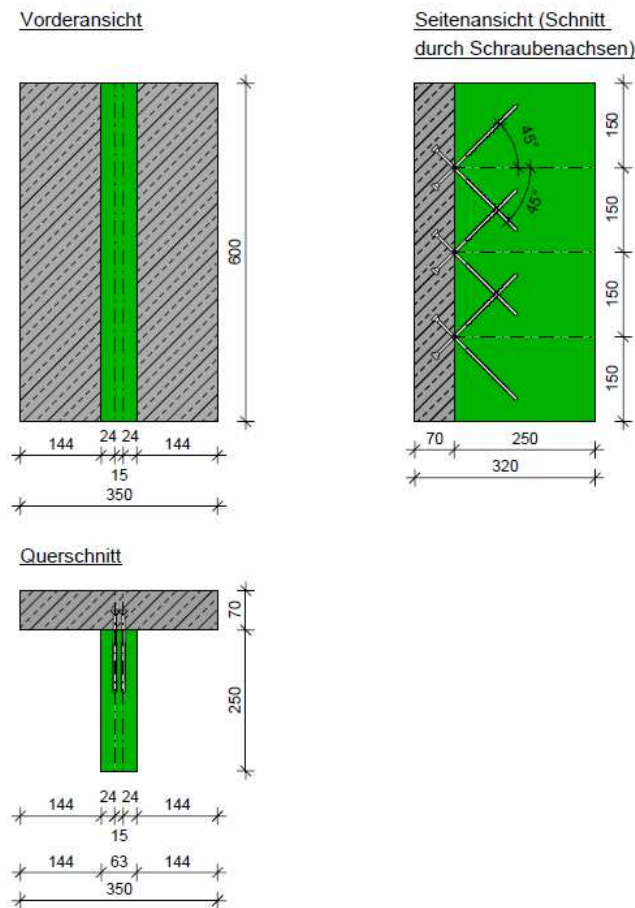 Vorderansicht
600
144 24 24 144
15
350
Seitenansicht (Schnitt
durch Schraubenachsen)
45°
45°
150
150
150
150
70 250
320
Querschnitt
70
250
144 24 24 144
15
144 63 144
350